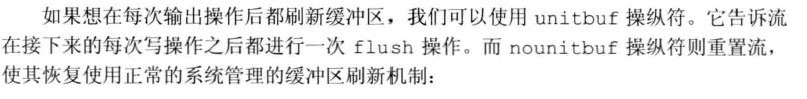 如果想在每次输出操作后都刷新缓冲区，我们可以使用 unitbuf 操纵符。它告诉流
在接下来的每次写操作之后都进行一次 flush 操作。而 nounitbuf 操纵符则重置流，
使其恢复使用正常的系统管理的缓冲区刷新机制：